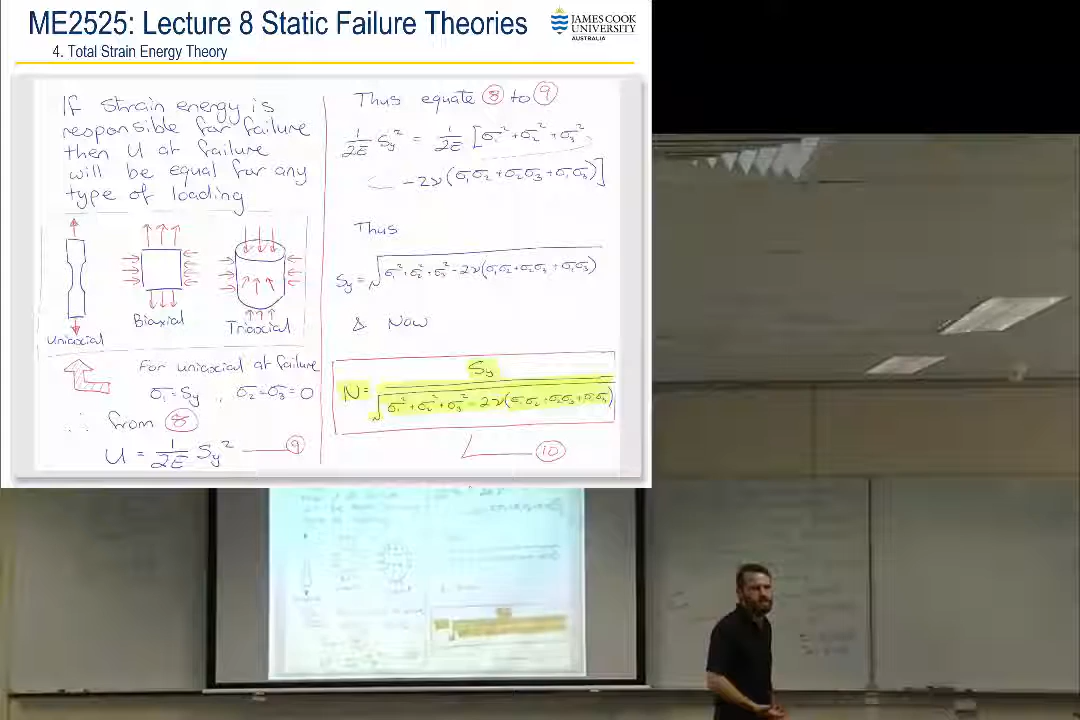 ME2525: Lecture 8 Static Failure Theories
4. Total Strain Energy Theory
JAMES COOK
UNIVERSITY
AUSTRALIA
If strain energy is
responsible for failure
then U at failure
will be equal for any
type of loading
Uniaxial
Biaxial
Triaxial
For uniaxial at failure
σ₁=Sy , σ₂=σ₃=0
∴ from ⑧
U = 1/2E Sy² ⑨
Thus equate ⑧ to ⑨
1/2E Sy² = 1/2E [σ₁²+σ₂²+σ₃²
-2ν(σ₁σ₂+σ₂σ₃+σ₁σ₃)]
Thus
Sy=√σ₁²+σ₂²+σ₃²-2ν(σ₁σ₂+σ₂σ₃+σ₁σ₃)
& Now
N= Sy/√σ₁²+σ₂²+σ₃²-2ν(σ₁σ₂+σ₂σ₃+σ₁σ₃)
⑩